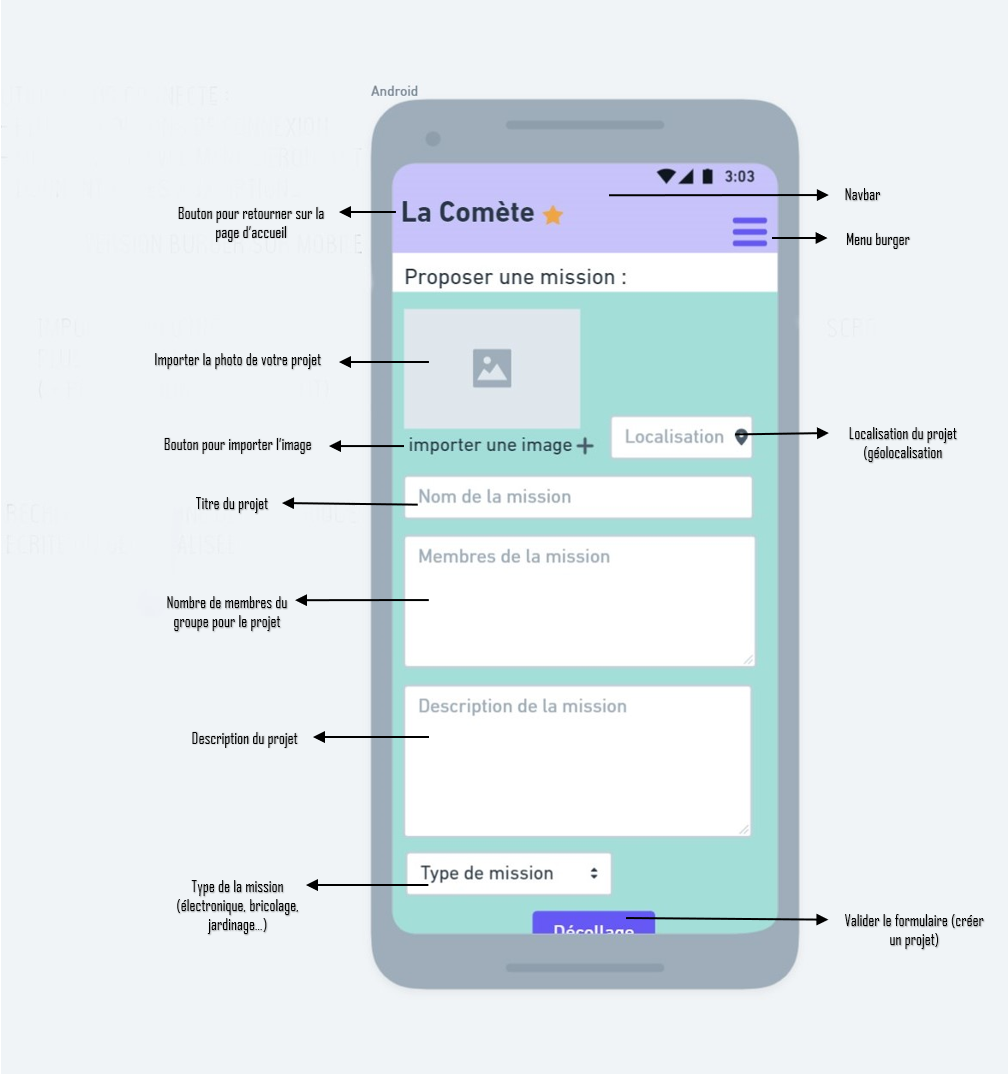 Android
3:03
Navbar
Bouton pour retourner sur la
page d'accueil
La Comète
Menu burger
Proposer une mission :
Importer la photo de votre projet
Bouton pour importer l'image
importer une image
Localisation
Localisation du projet
(géolocalisation
Titre du projet
Nom de la mission
Membres de la mission
Nombre de membres du
groupe pour le projet
Description de la mission
Description du projet
Type de mission
Type de la mission
(électronique, bricolage,
jardinage...)
Décollage
Valider le formulaire (créer
un projet)